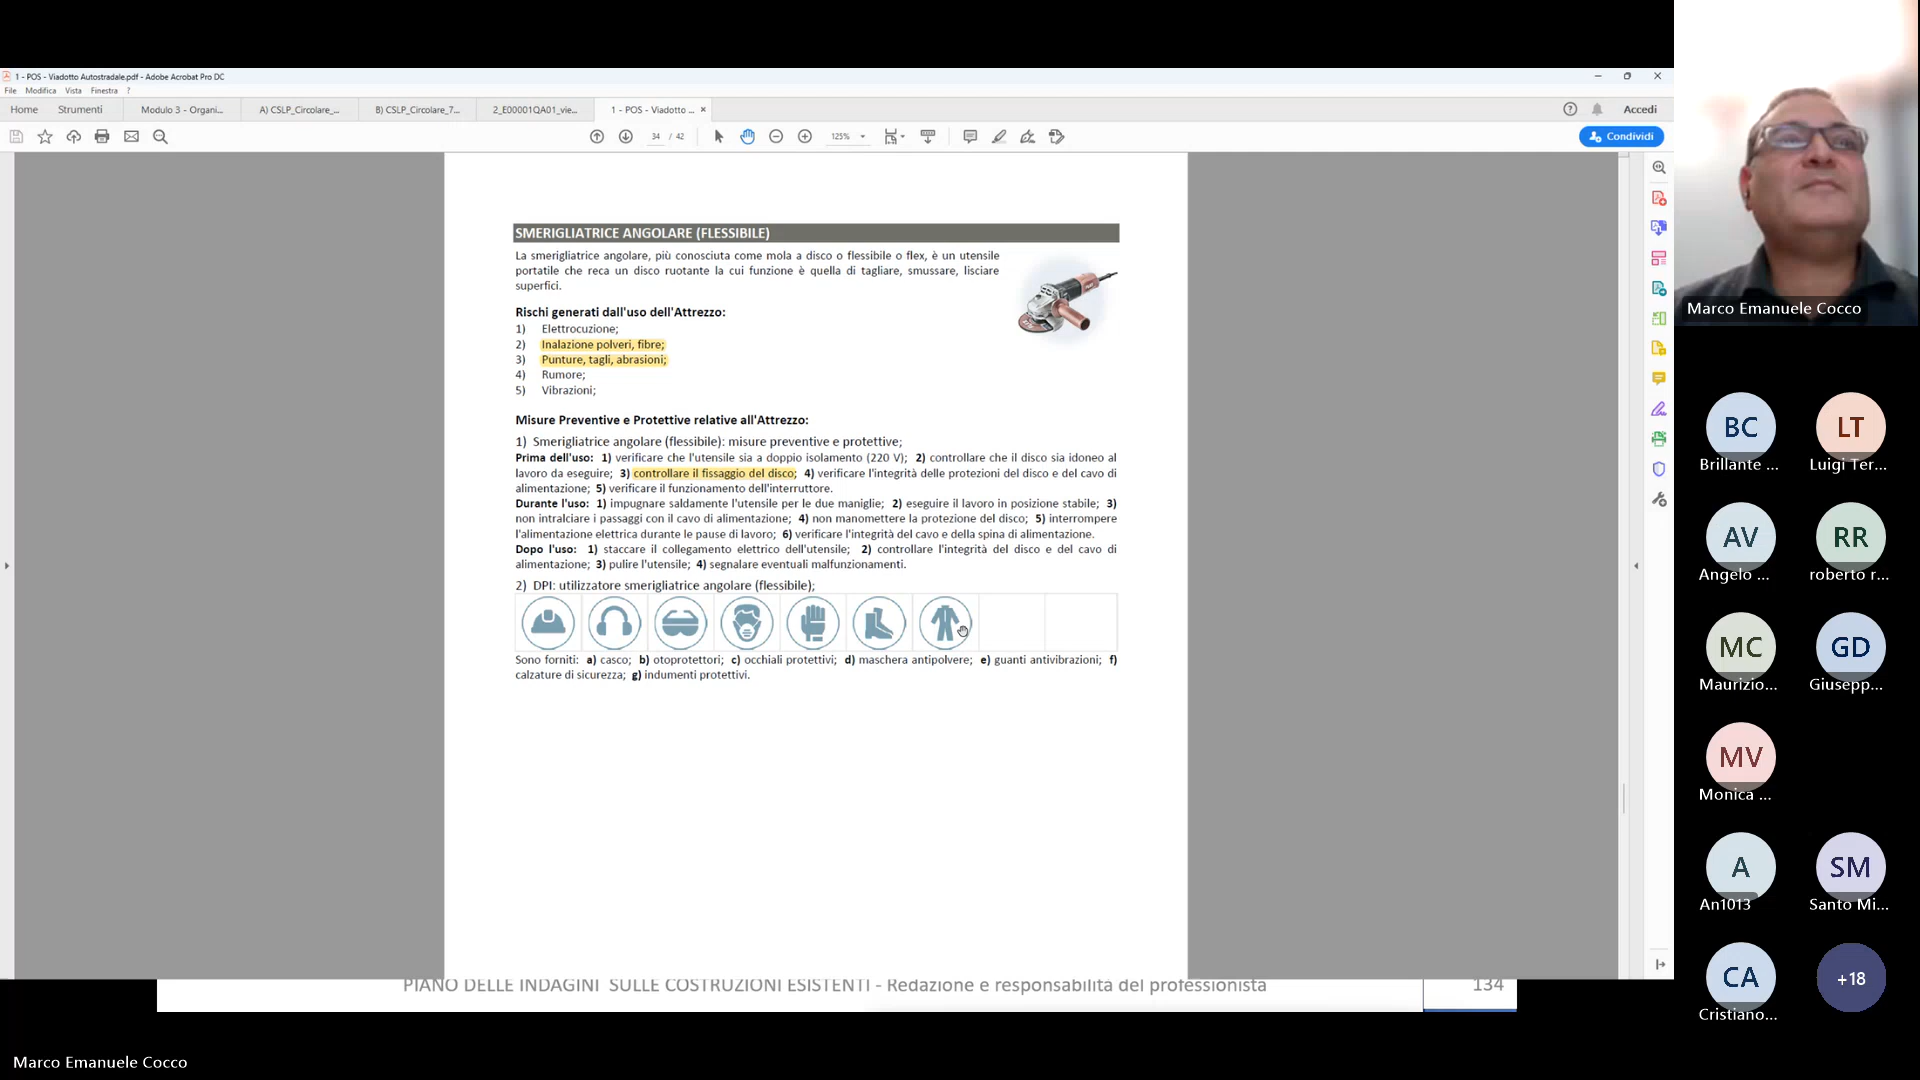 1 - POS - Viadotto Autostradale.pdf - Adobe Acrobat Pro DC
File Modifica Vista Finestra ?
Home Strumenti Modulo 3 - Organi... A) CSLP_Circolare_... B) CSLP_Circolare_7... 2_E00001QA01_vie... 1 - POS - Viadotto ... × Accedi
34 / 42 125% Condividi
SMERIGLIATRICE ANGOLARE (FLESSIBILE)
La smerigliatrice angolare, più conosciuta come mola a disco o flessibile o flex, è un utensile
portatile che reca un disco ruotante la cui funzione è quella di tagliare, smussare, lisciare
superfici.
Rischi generati dall'uso dell'Attrezzo:
1) Elettrocuzione;
2) Inalazione polveri, fibre;
3) Punture, tagli, abrasioni;
4) Rumore;
5) Vibrazioni;
Misure Preventive e Protettive relative all'Attrezzo:
1) Smerigliatrice angolare (flessibile): misure preventive e protettive;
Prima dell'uso: 1) verificare che l'utensile sia a doppio isolamento (220 V); 2) controllare che il disco sia idoneo al
lavoro da eseguire; 3) controllare il fissaggio del disco; 4) verificare l'integrità delle protezioni del disco e del cavo di
alimentazione; 5) verificare il funzionamento dell'interruttore.
Durante l'uso: 1) impugnare saldamente l'utensile per le due maniglie; 2) eseguire il lavoro in posizione stabile; 3)
non intralciare i passaggi con il cavo di alimentazione; 4) non manomettere la protezione del disco; 5) interrompere
l'alimentazione elettrica durante le pause di lavoro; 6) verificare l'integrità del cavo e della spina di alimentazione.
Dopo l'uso: 1) staccare il collegamento elettrico dell'utensile; 2) controllare l'integrità del disco e del cavo di
alimentazione; 3) pulire l'utensile; 4) segnalare eventuali malfunzionamenti.
2) DPI: utilizzatore smerigliatrice angolare (flessibile);
Sono forniti: a) casco; b) otoprotettori; c) occhiali protettivi; d) maschera antipolvere; e) guanti antivibrazioni; f)
calzature di sicurezza; g) indumenti protettivi.
PIANO DELLE INDAGINI SULLE COSTRUZIONI ESISTENTI - Redazione e responsabilità del professionista 134
Marco Emanuele Cocco
Marco Emanuele Cocco
BC LT
Brillante ... Luigi Ter...
AV RR
Angelo ... roberto r...
MC GD
Maurizio... Giusepp...
MV
Monica ...
A SM
An1013 Santo Mi...
CA +18
Cristiano...